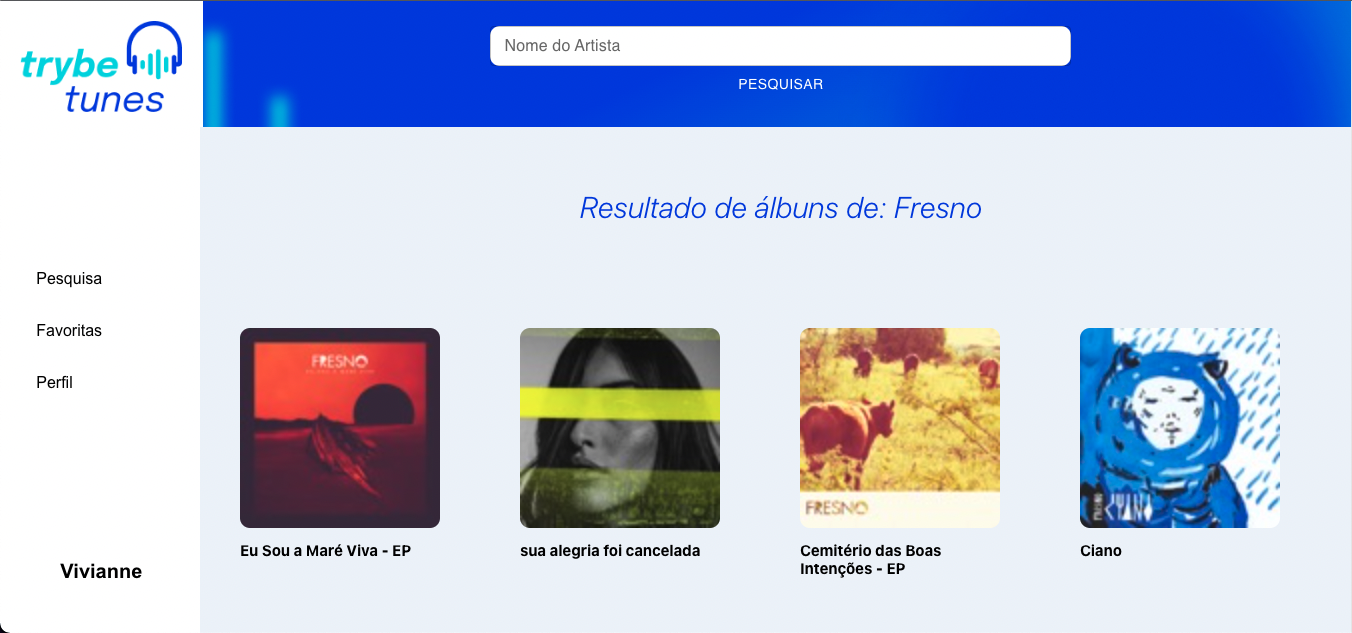 trybe
tunes
Nome do Artista
PESQUISAR
Resultado de álbuns de: Fresno
Pesquisa
Favoritas
Perfil
FRESNO
FRESNO
FRESNO
Eu Sou a Maré Viva - EP
sua alegria foi cancelada
Cemitério das Boas
Intenções - EP
Ciano
Vivianne